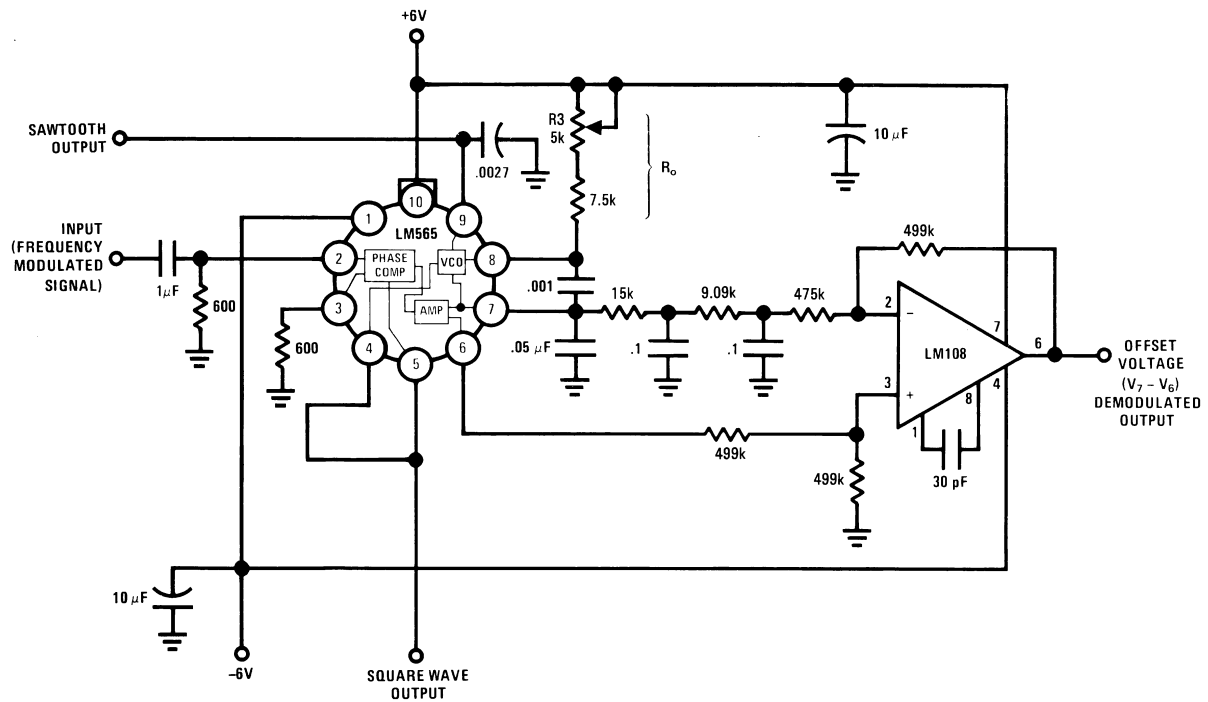 +6V
SAWTOOTH
OUTPUT
.0027
R3
5k
Ro
7.5k
10 μF
INPUT
(FREQUENCY
MODULATED
SIGNAL)
1μF
600
600
LM565
1
2
3
4
5
6
7
8
9
10
PHASE
COMP
VCO
AMP
.001
.05 μF
15k
.1
9.09k
.1
475k
499k
2
−
3
+
LM108
7
6
4
8
1
30 pF
OFFSET
VOLTAGE
(V7 – V6)
DEMODULATED
OUTPUT
499k
499k
10 μF
–6V
SQUARE WAVE
OUTPUT